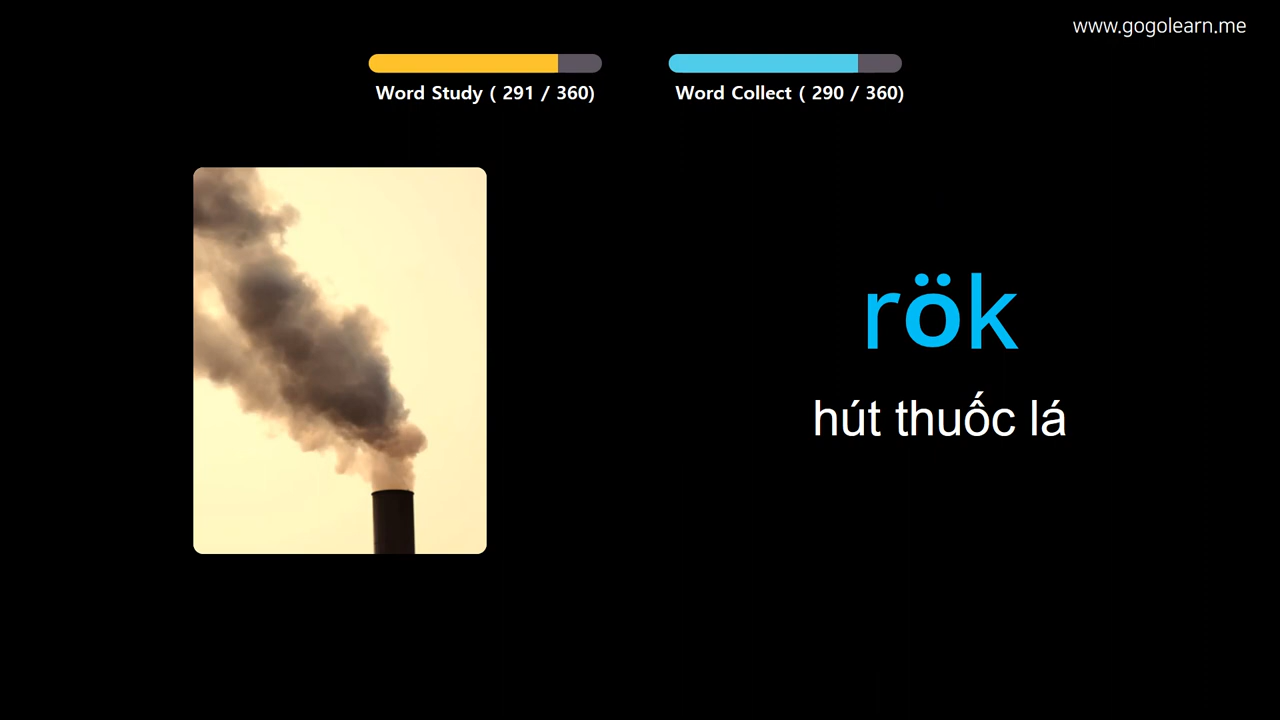 www.gogolearn.me
Word Study ( 291 / 360)
Word Collect ( 290 / 360)
rök
hút thuốc lá